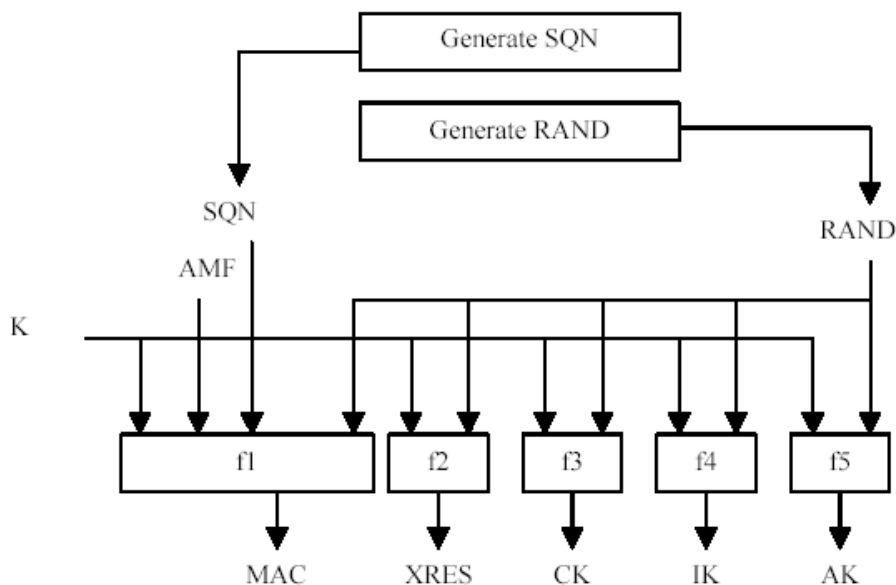 Generate SQN
Generate RAND
SQN
RAND
AMF
K
f1
f2
f3
f4
f5
MAC
XRES
CK
IK
AK